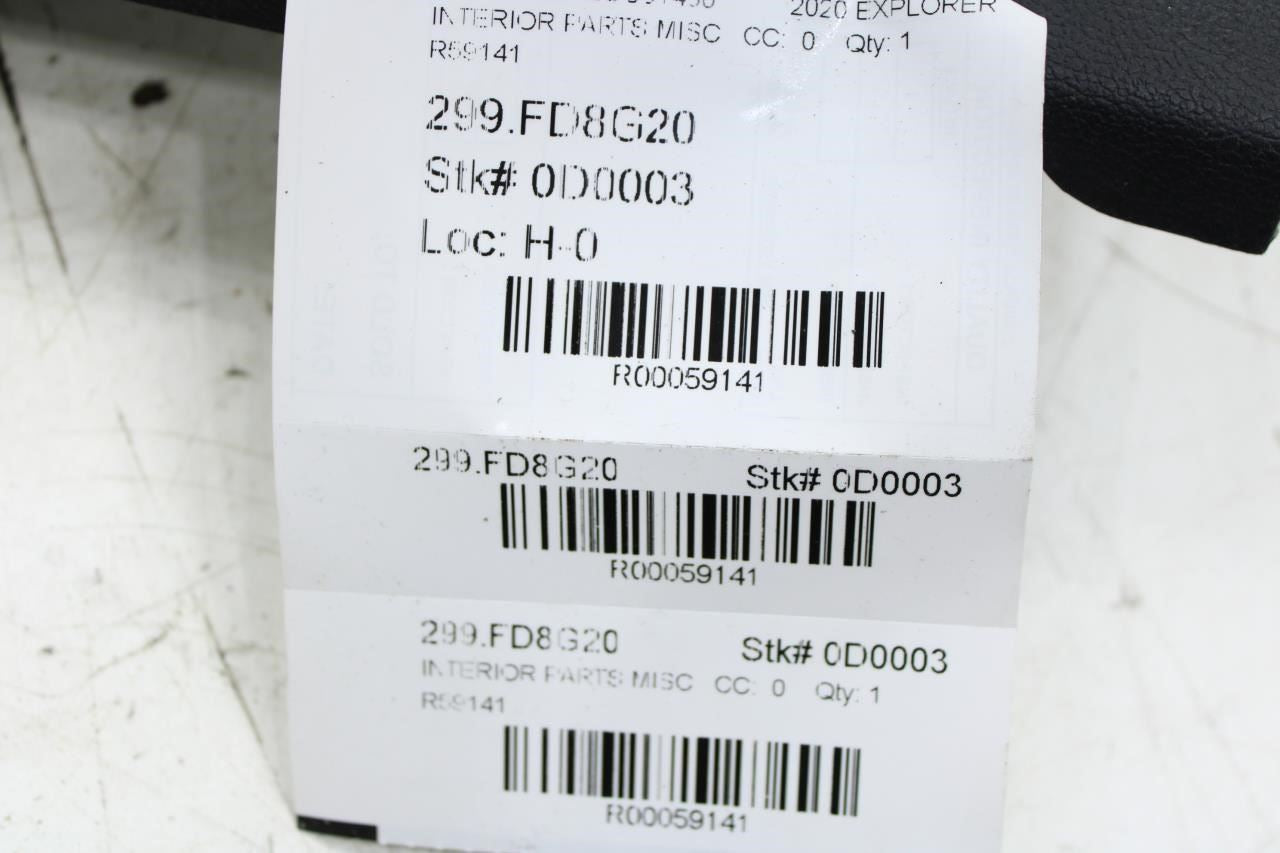 2020 EXPLORER
INTERIOR PARTS MISC CC: 0 Qty: 1
R59141
299.FD8G20
Stk# 0D0003
Loc: H-0
R00059141
299.FD8G20 Stk# 0D0003
R00059141
299.FD8G20 Stk# 0D0003
INTERIOR PARTS MISC CC: 0 Qty: 1
R59141
R00059141